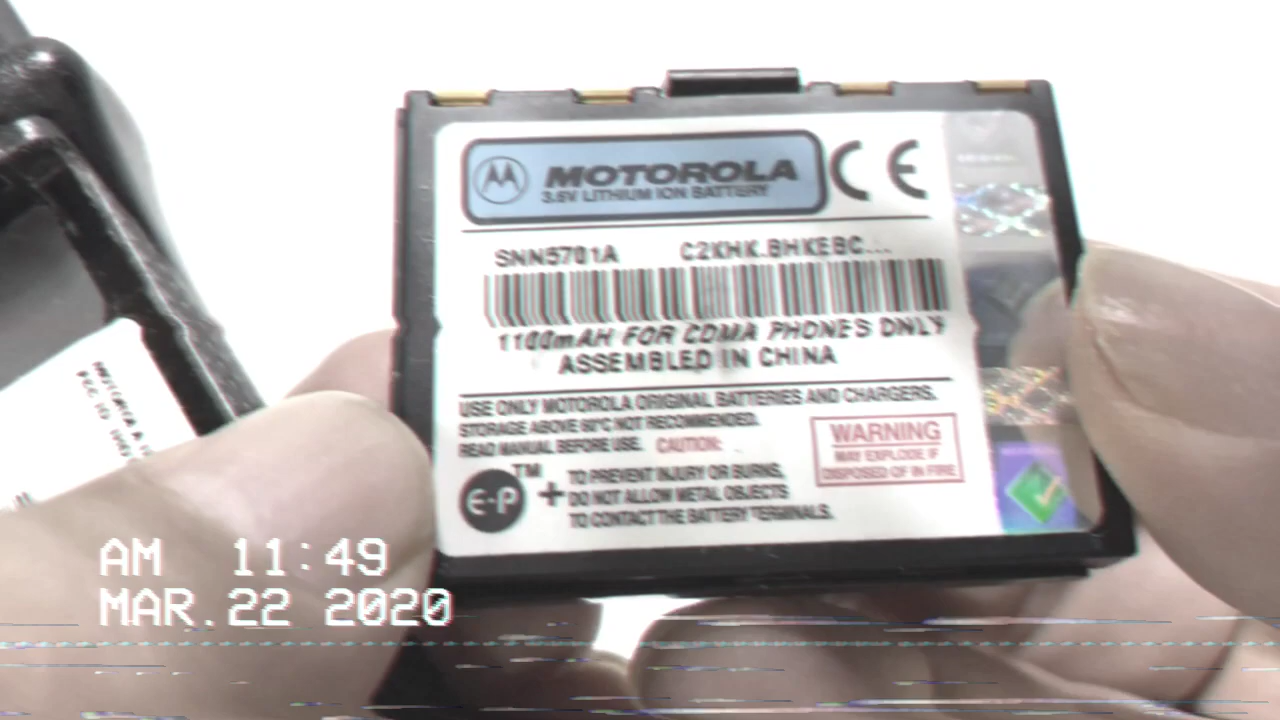 MOTOROLA
3.6V LITHIUM ION BATTERY
CE
SNN5701A C2KHK.BHKEBC...
1100mAH FOR CDMA PHONES ONLY
ASSEMBLED IN CHINA
USE ONLY MOTOROLA ORIGINAL BATTERIES AND CHARGERS.
STORAGE ABOVE 60°C NOT RECOMMENDED.
READ MANUAL BEFORE USE. CAUTION:
WARNING
MAY EXPLODE IF
DISPOSED OF IN FIRE
E-P™ +
TO PREVENT INJURY OR BURNS,
DO NOT ALLOW METAL OBJECTS
TO CONTACT THE BATTERY TERMINALS.
AM 11:49
MAR.22 2020